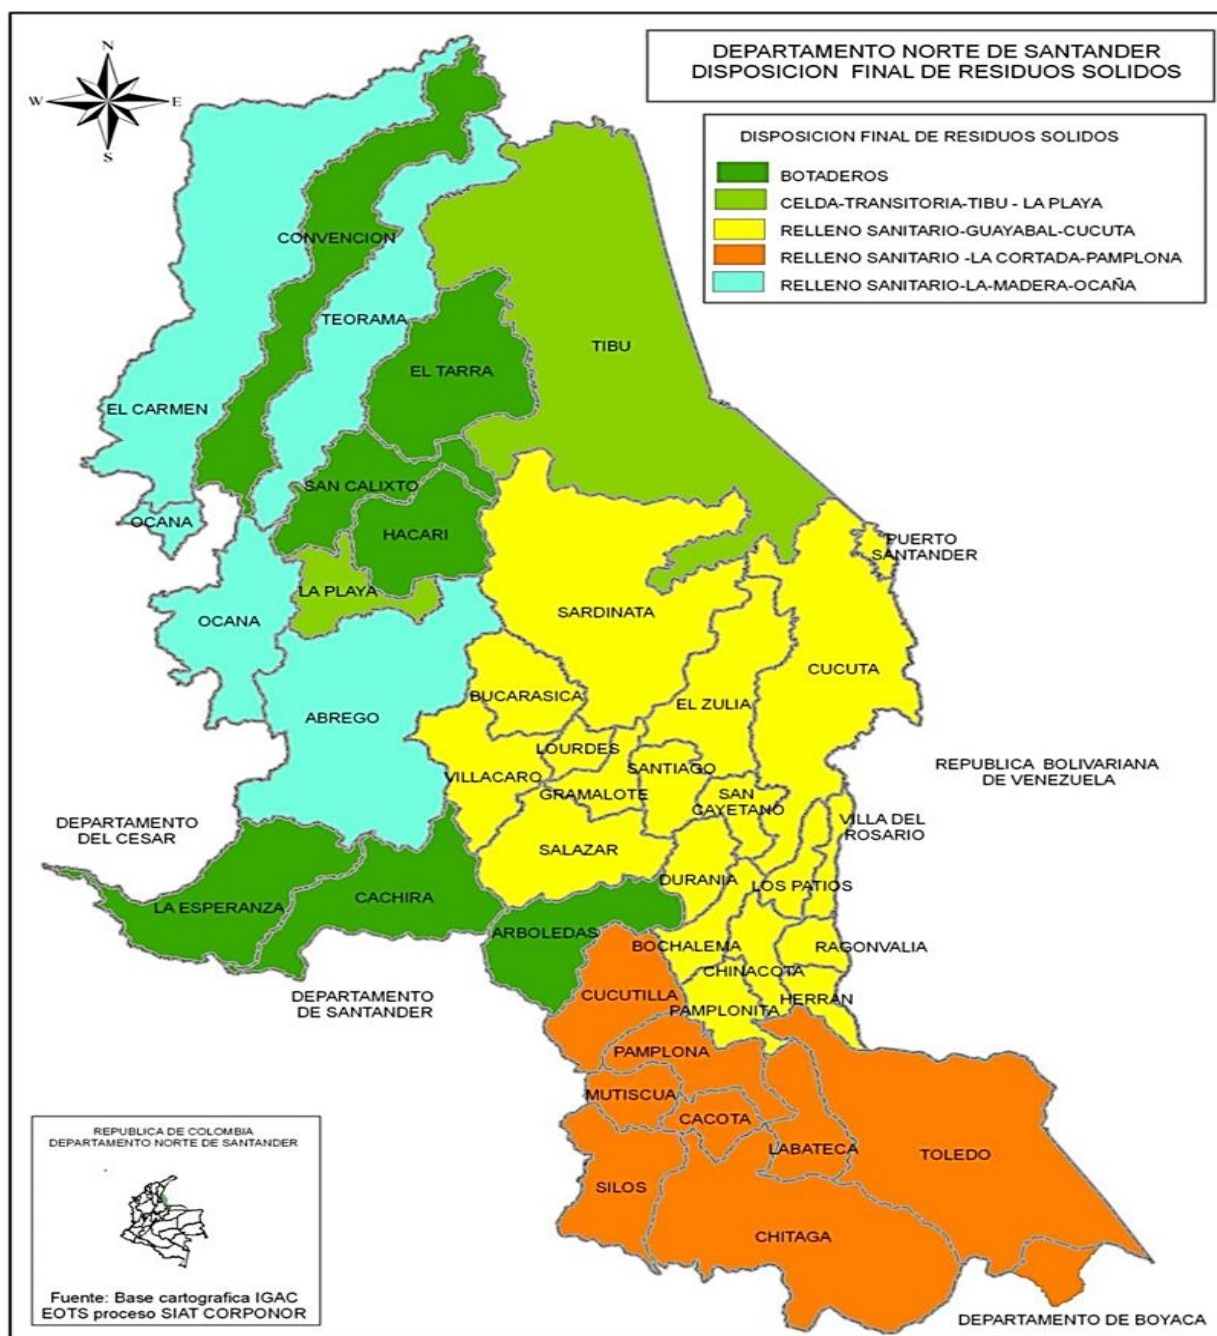 N
W
E
S
DEPARTAMENTO NORTE DE SANTANDER
DISPOSICION FINAL DE RESIDUOS SOLIDOS
DISPOSICION FINAL DE RESIDUOS SOLIDOS
BOTADEROS
CELDA-TRANSITORIA-TIBU - LA PLAYA
RELLENO SANITARIO-GUAYABAL-CUCUTA
RELLENO SANITARIO -LA CORTADA-PAMPLONA
RELLENO SANITARIO-LA-MADERA-OCAÑA
CONVENCION
TEORAMA
TIBU
EL TARRA
EL CARMEN
SAN CALIXTO
OCANA
HACARI
PUERTO
SANTANDER
LA PLAYA
SARDINATA
OCANA
CUCUTA
BUCARASICA
EL ZULIA
ABREGO
LOURDES
SANTIAGO
REPUBLICA BOLIVARIANA
DE VENEZUELA
VILLACARO
GRAMALOTE
SAN
CAYETANO
DEPARTAMENTO
DEL CESAR
VILLA DEL
ROSARIO
SALAZAR
DURANIA
LOS PATIOS
LA ESPERANZA
CACHIRA
ARBOLEDAS
BOCHALEMA
RAGONVALIA
CHINACOTA
DEPARTAMENTO
DE SANTANDER
CUCUTILLA
HERRAN
PAMPLONITA
PAMPLONA
MUTISCUA
CACOTA
LABATECA
TOLEDO
SILOS
CHITAGA
DEPARTAMENTO DE BOYACA
REPUBLICA DE COLOMBIA
DEPARTAMENTO NORTE DE SANTANDER
Fuente: Base cartografica IGAC
EOTS proceso SIAT CORPONOR